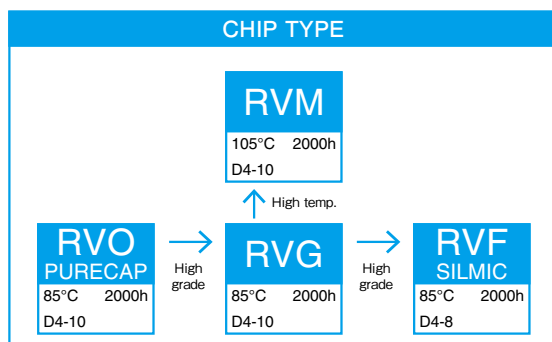 CHIP TYPE
RVM
105°C 2000h
D4-10
High temp.
RVO
PURECAP
85°C 2000h
D4-10
High
grade
RVG
85°C 2000h
D4-10
High
grade
RVF
SILMIC
85°C 2000h
D4-8